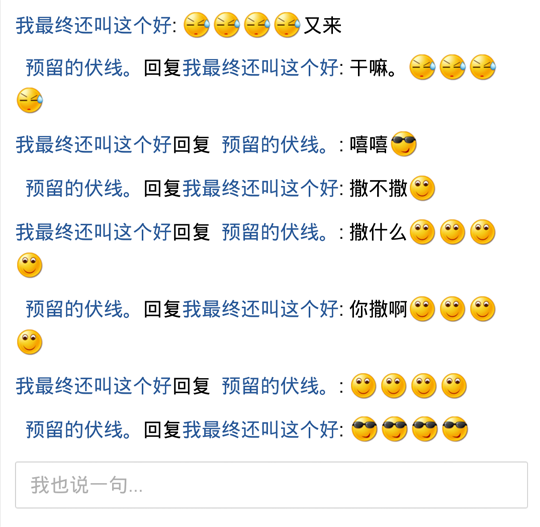 我最终还叫这个好: 又来
预留的伏线。回复我最终还叫这个好: 干嘛。
我最终还叫这个好回复 预留的伏线。: 嘻嘻
预留的伏线。回复我最终还叫这个好: 撒不撒
我最终还叫这个好回复 预留的伏线。: 撒什么
预留的伏线。回复我最终还叫这个好: 你撒啊
我最终还叫这个好回复 预留的伏线。:
预留的伏线。回复我最终还叫这个好:
我也说一句...